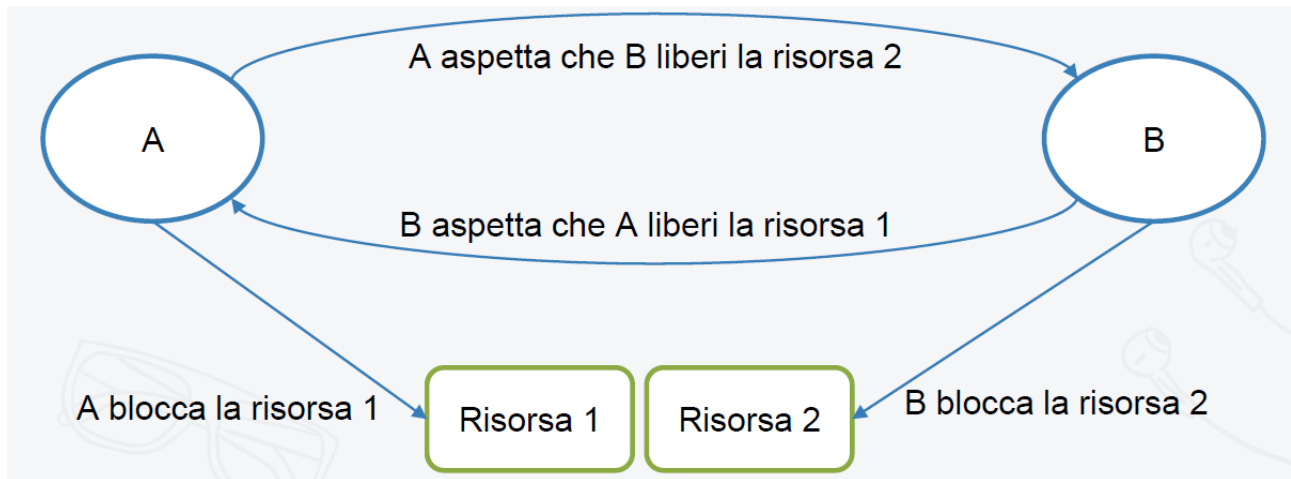 A aspetta che B liberi la risorsa 2
A
B
B aspetta che A liberi la risorsa 1
A blocca la risorsa 1
Risorsa 1
Risorsa 2
B blocca la risorsa 2